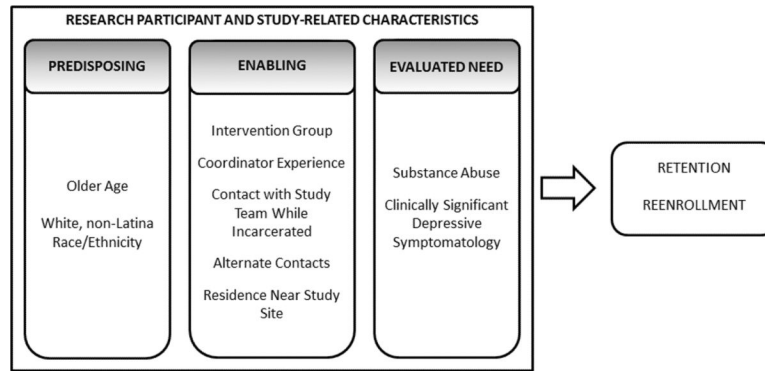 RESEARCH PARTICIPANT AND STUDY-RELATED CHARACTERISTICS
PREDISPOSING
Older Age
White, non-Latina
Race/Ethnicity
ENABLING
Intervention Group
Coordinator Experience
Contact with Study
Team While
Incarcerated
Alternate Contacts
Residence Near Study
Site
EVALUATED NEED
Substance Abuse
Clinically Significant
Depressive
Symptomatology
RETENTION
REENROLLMENT